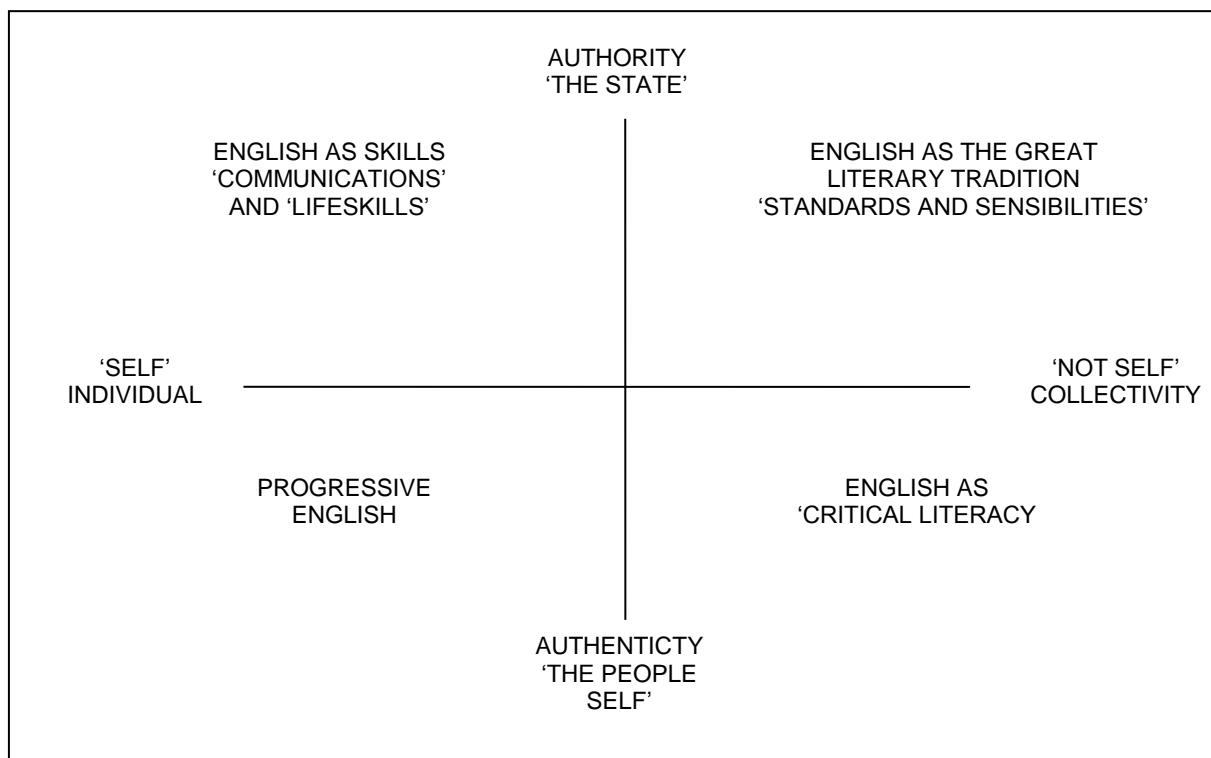 AUTHORITY
‘THE STATE’
ENGLISH AS SKILLS
‘COMMUNICATIONS’
AND ‘LIFESKILLS’
ENGLISH AS THE GREAT
LITERARY TRADITION
‘STANDARDS AND SENSIBILITIES’
‘SELF’
INDIVIDUAL
‘NOT SELF’
COLLECTIVITY
PROGRESSIVE
ENGLISH
ENGLISH AS
‘CRITICAL LITERACY
AUTHENTICTY
‘THE PEOPLE
SELF’